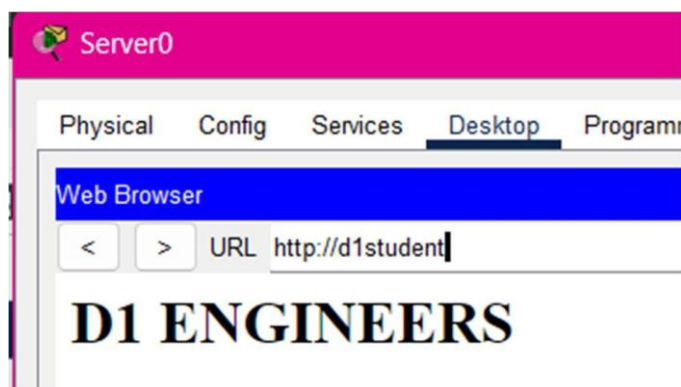 Server0
Physical Config Services Desktop Programm
Web Browser
< > URL http://d1student
D1 ENGINEERS